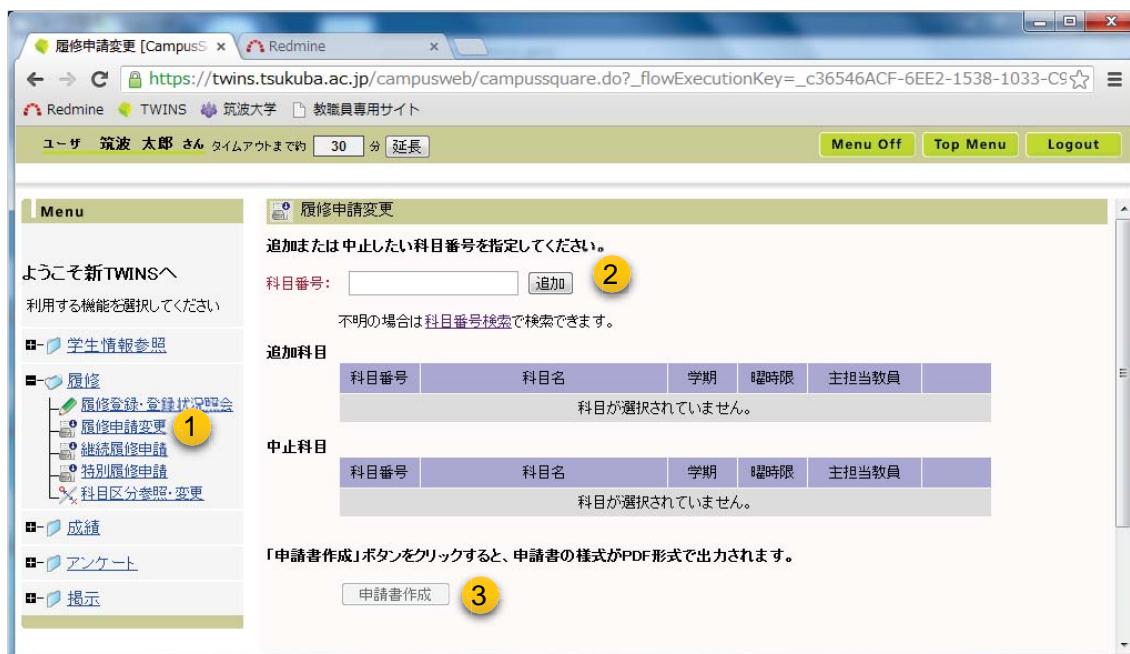 履修申請変更 [CampusS
Redmine
https://twins.tsukuba.ac.jp/campusweb/campussquare.do?_flowExecutionKey=_c36546ACF-6EE2-1538-1033-C9
Redmine TWINS 筑波大学 教職員専用サイト
ユーザ 筑波 太郎 さん タイムアウトまで約 30 分 延長
Menu Off Top Menu Logout
Menu
ようこそ新TWINSへ
利用する機能を選択してください
学生情報参照
履修
履修登録・登録状況照会
履修申請変更 1
継続履修申請
特別履修申請
科目区分参照・変更
成績
アンケート
掲示
履修申請変更
追加または中止したい科目番号を指定してください。
科目番号: 追加 2
不明の場合は科目番号検索で検索できます。
追加科目
科目番号 科目名 学期 曜時限 主担当教員
科目が選択されていません。
中止科目
科目番号 科目名 学期 曜時限 主担当教員
科目が選択されていません。
「申請書作成」ボタンをクリックすると、申請書の様式がPDF形式で出力されます。
申請書作成 3